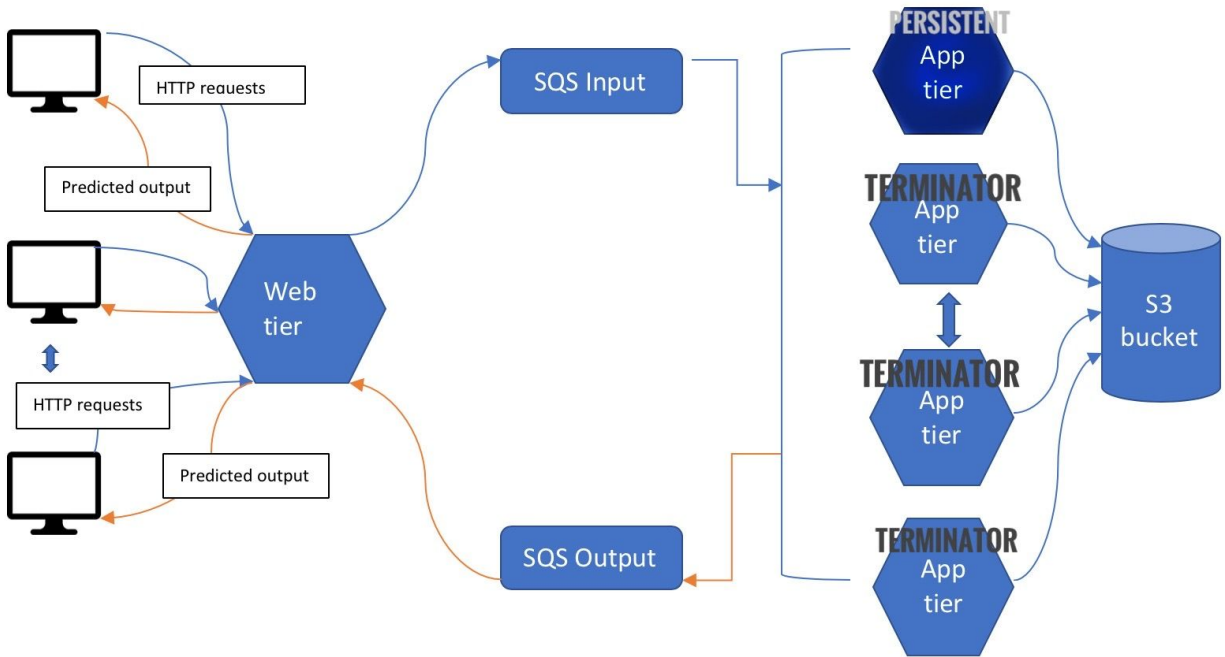 HTTP requests
Predicted output
HTTP requests
Predicted output
Web
tier
SQS Input
SQS Output
PERSISTENT
App
tier
TERMINATOR
App
tier
TERMINATOR
App
tier
TERMINATOR
App
tier
S3
bucket